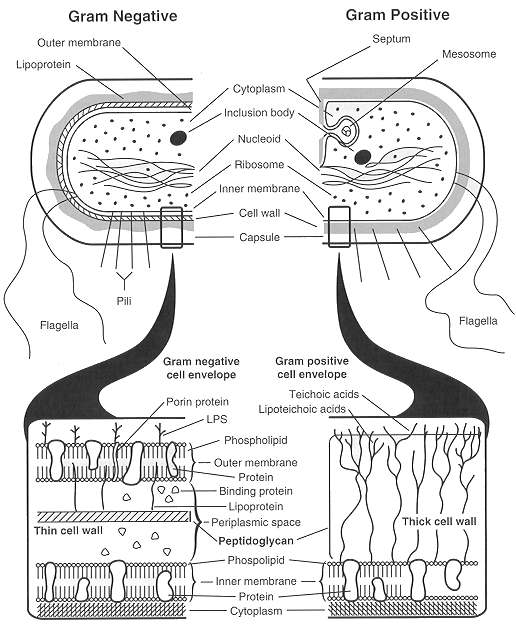 Gram Negative
Gram Positive
Outer membrane
Lipoprotein
Septum
Mesosome
Cytoplasm
Inclusion body
Nucleoid
Ribosome
Inner membrane
Cell wall
Capsule
Pili
Flagella
Flagella
Gram negative
cell envelope
Gram positive
cell envelope
Porin protein
LPS
Teichoic acids
Lipoteichoic acids
Phospholipid
Outer membrane
Protein
Binding protein
Lipoprotein
Periplasmic space
Thin cell wall
Peptidoglycan
Thick cell wall
Phospolipid
Inner membrane
Protein
Cytoplasm